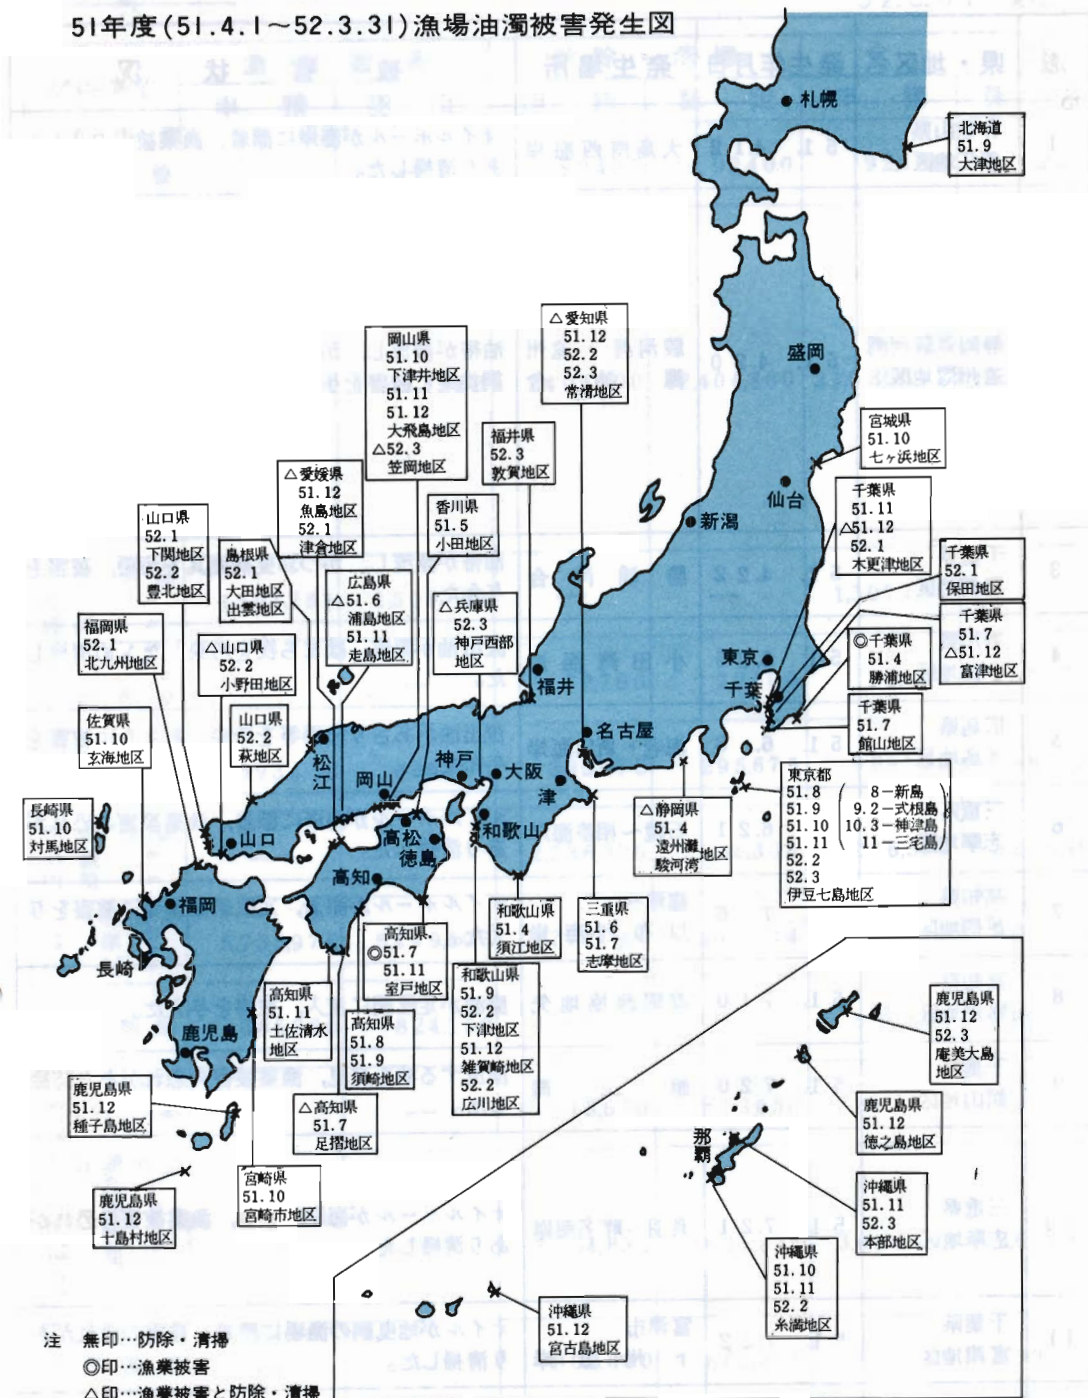 51年度(51.4.1～52.3.31)漁場油濁被害発生図
札幌
北海道
51.9
大津地区
盛岡
宮城県
51.10
七ヶ浜地区
仙台
新潟
△愛知県
51.12
52.2
52.3
常滑地区
岡山県
51.10
下津井地区
51.11
51.12
大飛島地区
△52.3
笠岡地区
福井県
52.3
敦賀地区
△愛媛県
51.12
魚島地区
52.1
津倉地区
香川県
51.5
小田地区
山口県
52.1
下関地区
52.2
豊北地区
島根県
52.1
大田地区
出雲地区
広島県
△51.6
浦島地区
51.11
走島地区
△兵庫県
52.3
神戸西部
地区
福岡県
52.1
北九州地区
△山口県
52.2
小野田地区
山口県
52.2
萩地区
佐賀県
51.10
玄海地区
長崎県
51.10
対馬地区
千葉県
51.11
△51.12
52.1
木更津地区
千葉県
52.1
保田地区
千葉県
51.7
△51.12
富津地区
◎千葉県
51.4
勝浦地区
千葉県
51.7
館山地区
東京
千葉
福井
名古屋
松江
岡山
神戸
大阪
津
山口
高松
徳島
和歌山
高知
福岡
長崎
鹿児島
△静岡県
51.4
遠州灘
駿河湾
地区
東京都
51.8
51.9
51.10
51.11
52.2
52.3
伊豆七島地区
8―新島
9.2―式根島
10.3―神津島
11―三宅島
和歌山県
51.4
須江地区
三重県
51.6
51.7
志摩地区
高知県
◎51.7
51.11
室戸地区
和歌山県
51.9
52.2
下津地区
51.12
雑賀崎地区
52.2
広川地区
高知県
51.11
土佐清水
地区
高知県
51.8
51.9
須崎地区
△高知県
51.7
足摺地区
鹿児島県
51.12
種子島地区
宮崎県
51.10
宮崎市地区
鹿児島県
51.12
十島村地区
鹿児島県
51.12
52.3
庵美大島
地区
鹿児島県
51.12
徳之島地区
那覇
沖縄県
51.11
52.3
本部地区
沖縄県
51.10
51.11
52.2
糸満地区
沖縄県
51.12
宮古島地区
注 無印…防除・清掃
◎印…漁業被害
△印…漁業被害と防除・清掃